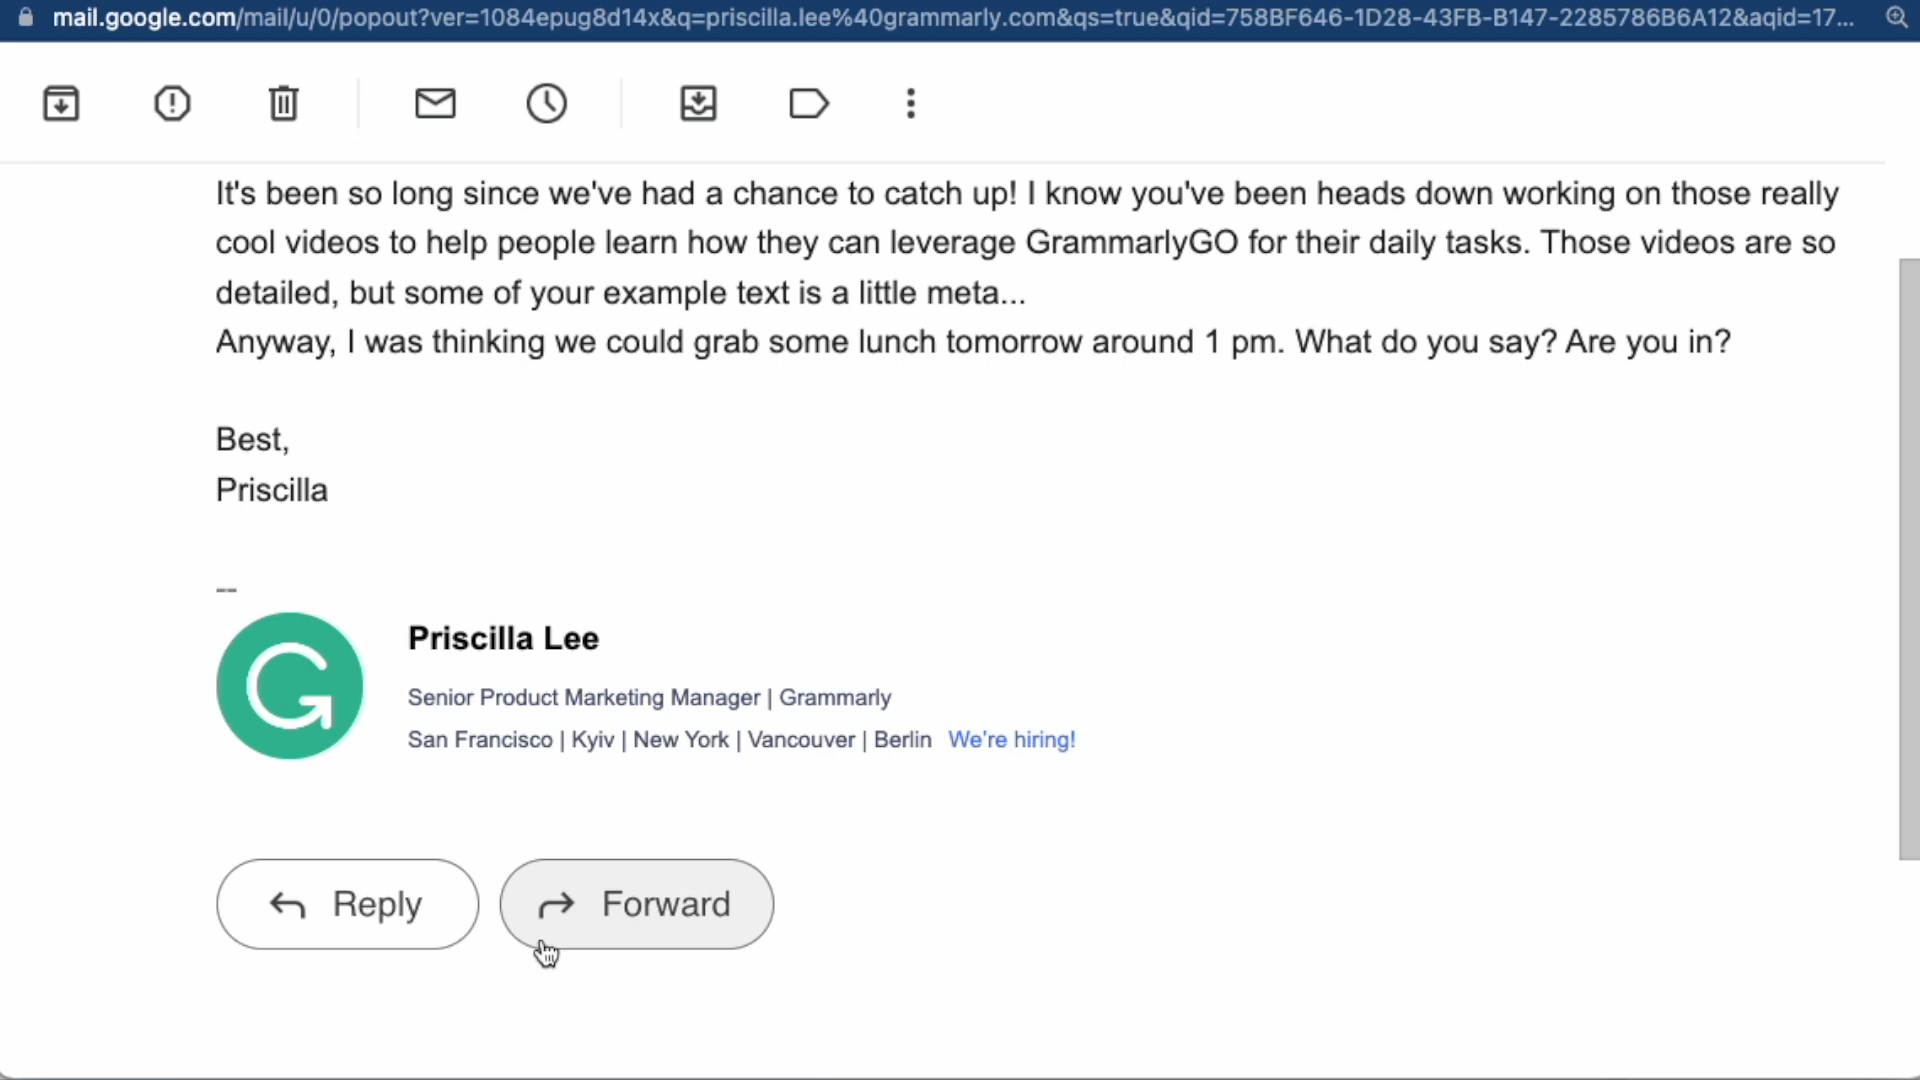 mail.google.com/mail/u/0/popout?ver=1084epug8d14x&q=priscilla.lee%40grammarly.com&qs=true&qid=758BF646-1D28-43FB-B147-2285786B6A12&aqid=17...
It's been so long since we've had a chance to catch up! I know you've been heads down working on those really
cool videos to help people learn how they can leverage GrammarlyGO for their daily tasks. Those videos are so
detailed, but some of your example text is a little meta...
Anyway, I was thinking we could grab some lunch tomorrow around 1 pm. What do you say? Are you in?
Best,
Priscilla
--
Priscilla Lee
Senior Product Marketing Manager | Grammarly
San Francisco | Kyiv | New York | Vancouver | Berlin We're hiring!
Reply Forward